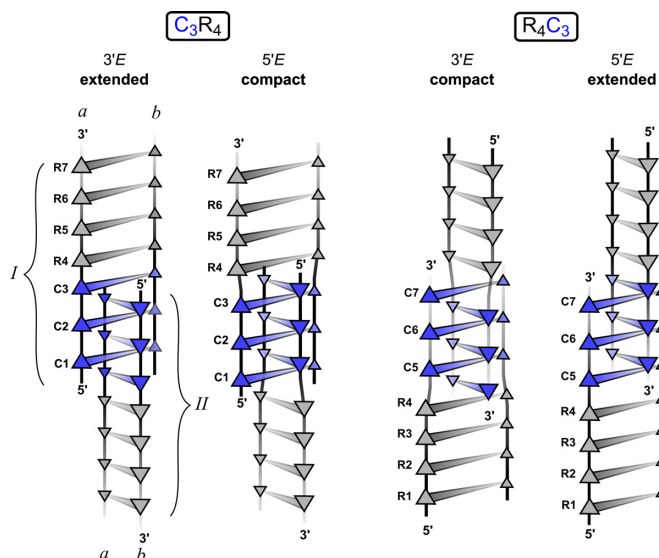 C₃R₄
R₄C₃
3'E
extended
5'E
compact
3'E
compact
5'E
extended
a
b
3'
R7
R6
R5
R4
C3
C2
C1
5'
5'
I
II
3'
a
b
3'
R7
R6
R5
R4
C3
C2
C1
5'
5'
3'
5'
3'
C7
C6
C5
R4
R3
R2
R1
3'
5'
5'
3'
C7
C6
C5
R4
R3
R2
R1
5'